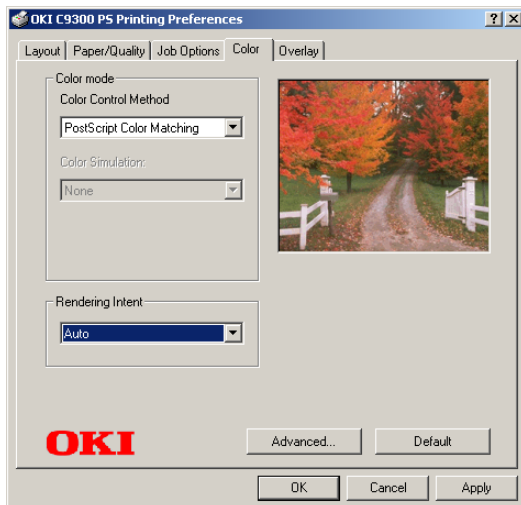 OKI C9300 PS Printing Preferences
Layout Paper/Quality Job Options Color Overlay
Color mode
Color Control Method
PostScript Color Matching
Color Simulation:
None
Rendering Intent
Auto
OKI
Advanced... Default
OK Cancel Apply